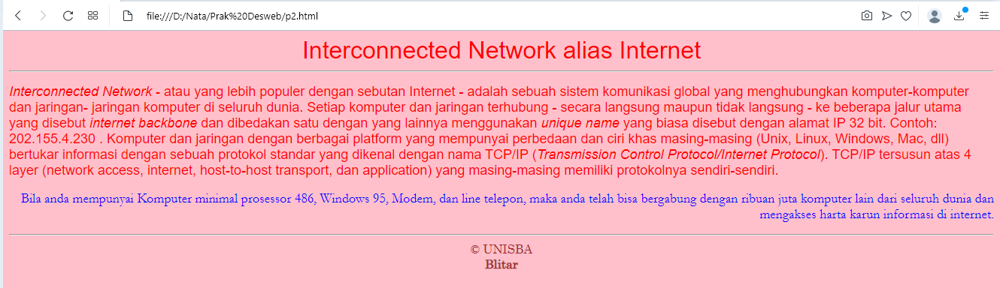 file:///D:/Nata/Prak%20Desweb/p2.html
Interconnected Network alias Internet
Interconnected Network - atau yang lebih populer dengan sebutan Internet - adalah sebuah sistem komunikasi global yang menghubungkan komputer-komputer
dan jaringan- jaringan komputer di seluruh dunia. Setiap komputer dan jaringan terhubung - secara langsung maupun tidak langsung - ke beberapa jalur utama
yang disebut internet backbone dan dibedakan satu dengan yang lainnya menggunakan unique name yang biasa disebut dengan alamat IP 32 bit. Contoh:
202.155.4.230 . Komputer dan jaringan dengan berbagai platform yang mempunyai perbedaan dan ciri khas masing-masing (Unix, Linux, Windows, Mac, dll)
bertukar informasi dengan sebuah protokol standar yang dikenal dengan nama TCP/IP (Transmission Control Protocol/Internet Protocol). TCP/IP tersusun atas 4
layer (network access, internet, host-to-host transport, dan application) yang masing-masing memiliki protokolnya sendiri-sendiri.
Bila anda mempunyai Komputer minimal prosessor 486, Windows 95, Modem, dan line telepon, maka anda telah bisa bergabung dengan ribuan juta komputer lain dari seluruh dunia dan
mengakses harta karun informasi di internet.
© UNISBA
Blitar